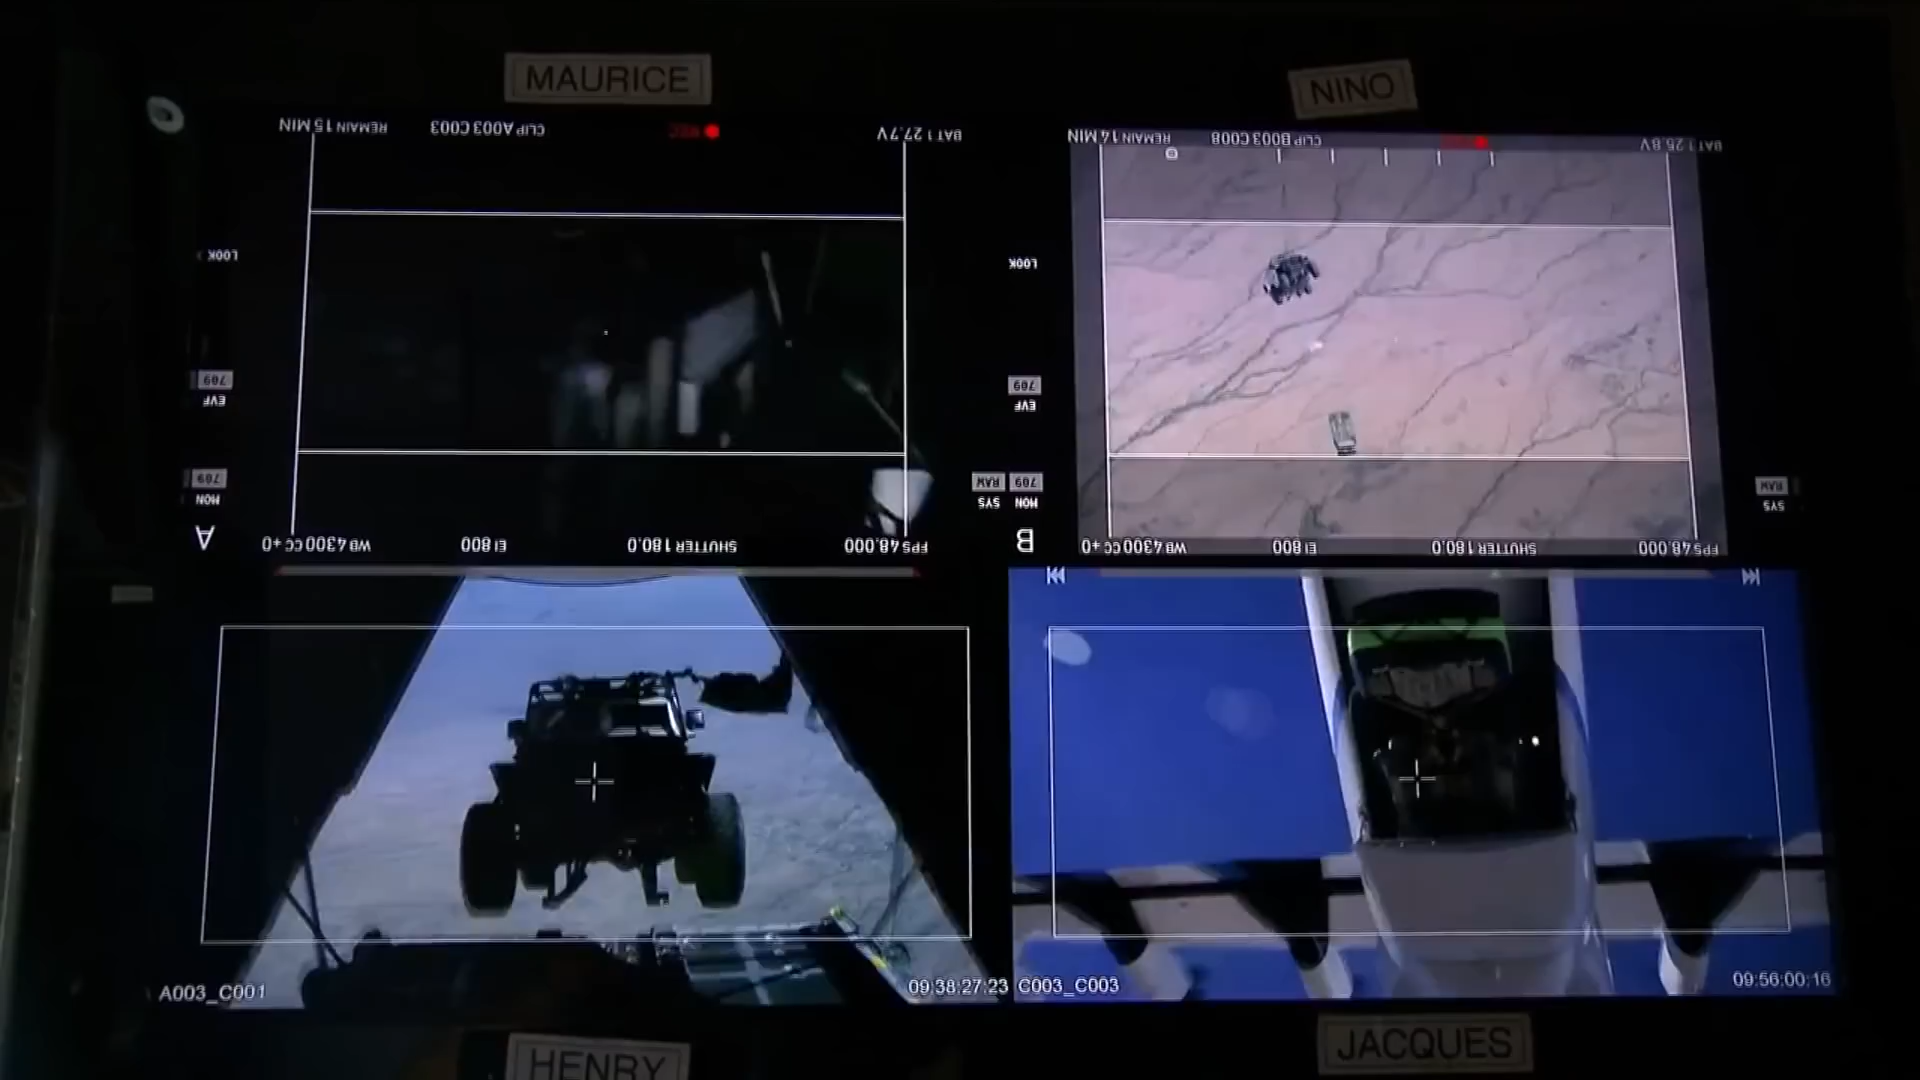 MAURICE
NINO
REMAIN 15 MIN CLIP A003 C003 REC BAT 1 27.7V
REMAIN 14 MIN CLIP B003 C008 BAT 1 25.8V
LOOK
LOOK
709
EVF
709
EVF
709
MON
RAW
SYS
709
MON
RAW
SYS
A
B
WB 4300 CC +0 EI 800 SHUTTER 180.0 FPS 48.000
WB 4300 CC +0 EI 800 SHUTTER 180.0 FPS 48.000
A003_C001 09:38:27:23
C003_C003 09:56:00:16
HENRY
JACQUES